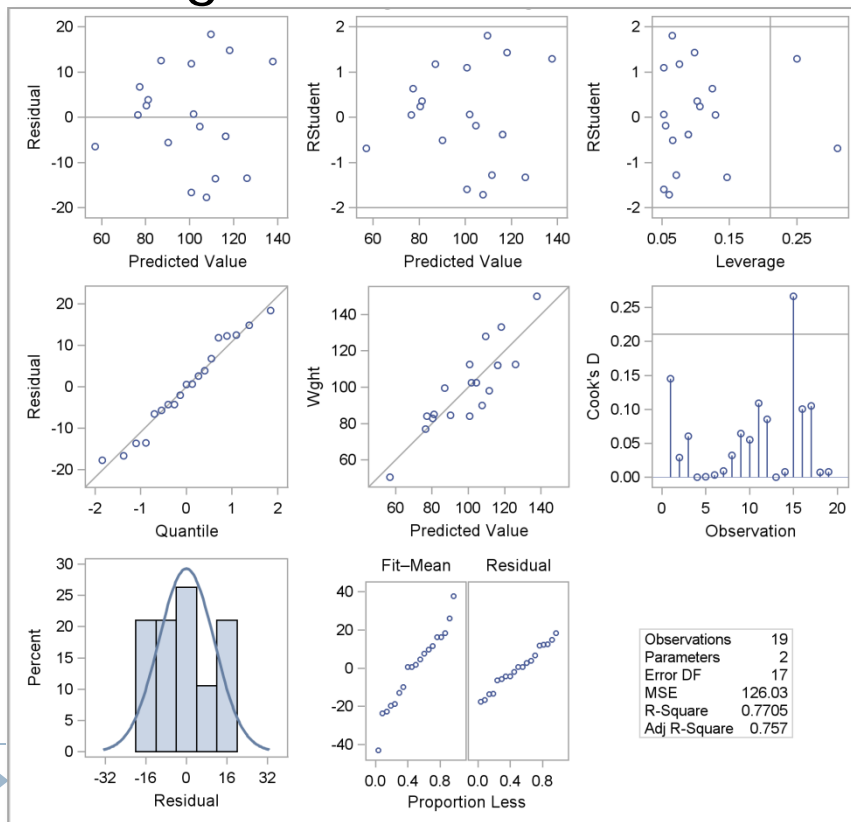 Residual
20
10
0
-10
-20
60 80 100 120 140
Predicted Value
RStudent
2
1
0
-1
-2
60 80 100 120 140
Predicted Value
RStudent
2
1
0
-1
-2
0.05 0.15 0.25
Leverage
Residual
20
10
0
-10
-20
-2 -1 0 1 2
Quantile
Wght
140
120
100
80
60
60 80 100 120 140
Predicted Value
Cook's D
0.25
0.20
0.15
0.10
0.05
0.00
0 5 10 15 20
Observation
Percent
30
25
20
15
10
5
0
-32 -16 0 16 32
Residual
Fit–Mean Residual
40
20
0
-20
-40
0.0 0.4 0.8 0.0 0.4 0.8
Proportion Less
Observations 19
Parameters 2
Error DF 17
MSE 126.03
R-Square 0.7705
Adj R-Square 0.757